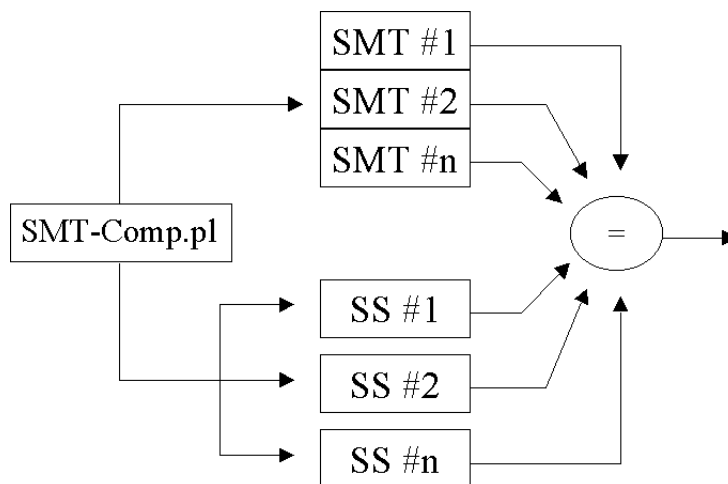 SMT #1
SMT #2
SMT #n
SMT-Comp.pl
=
SS #1
SS #2
SS #n